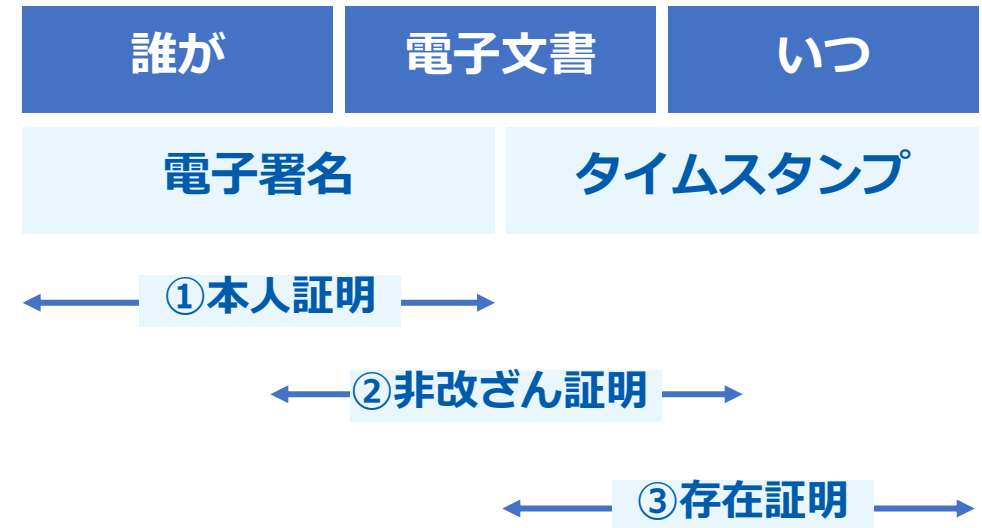 誰が 電子文書 いつ
電子署名 タイムスタンプ
①本人証明
②非改ざん証明
③存在証明